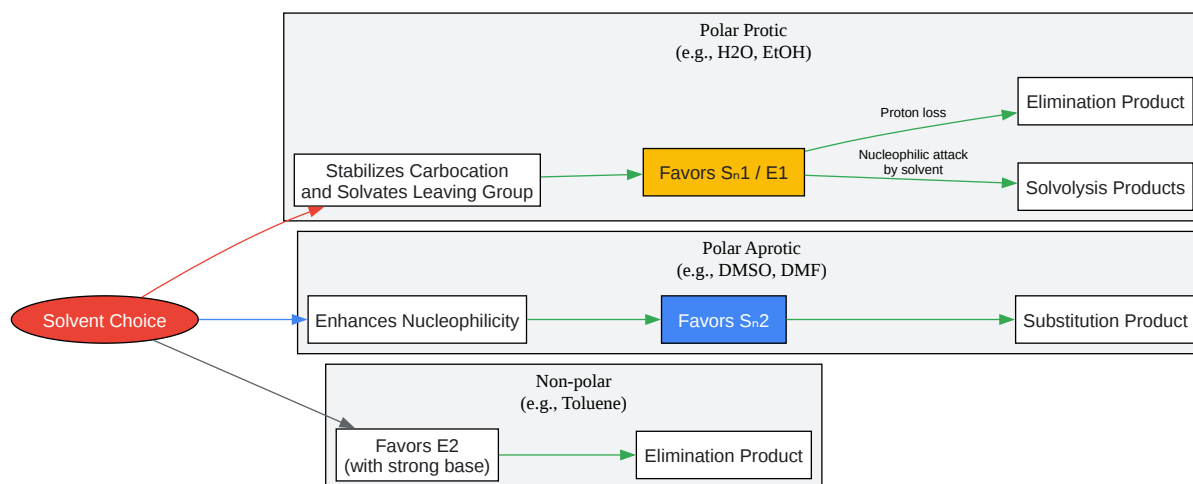 Polar Protic
(e.g., H2O, EtOH)
Elimination Product
Proton loss
Stabilizes Carbocation
and Solvates Leaving Group
Favors Sₙ1 / E1
Nucleophilic attack
by solvent
Solvolysis Products
Polar Aprotic
(e.g., DMSO, DMF)
Solvent Choice
Enhances Nucleophilicity
Favors Sₙ2
Substitution Product
Non-polar
(e.g., Toluene)
Favors E2
(with strong base)
Elimination Product